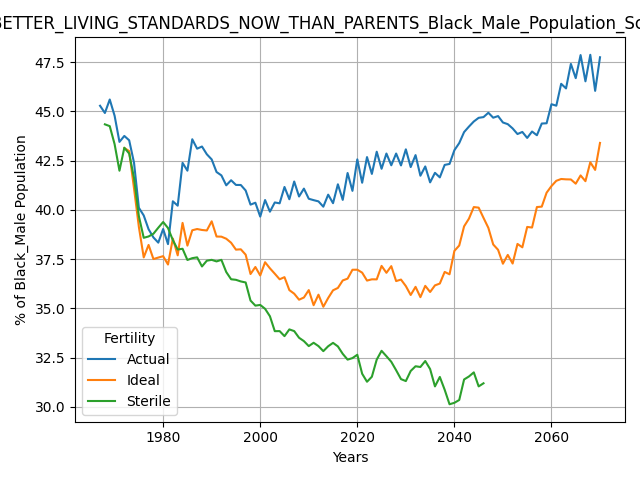 BETTER_LIVING_STANDARDS_NOW_THAN_PARENTS_Black_Male_Population_So
% of Black_Male Population
47.5
45.0
42.5
40.0
37.5
35.0
32.5
30.0
Fertility
Actual
Ideal
Sterile
1980
2000
2020
2040
2060
Years